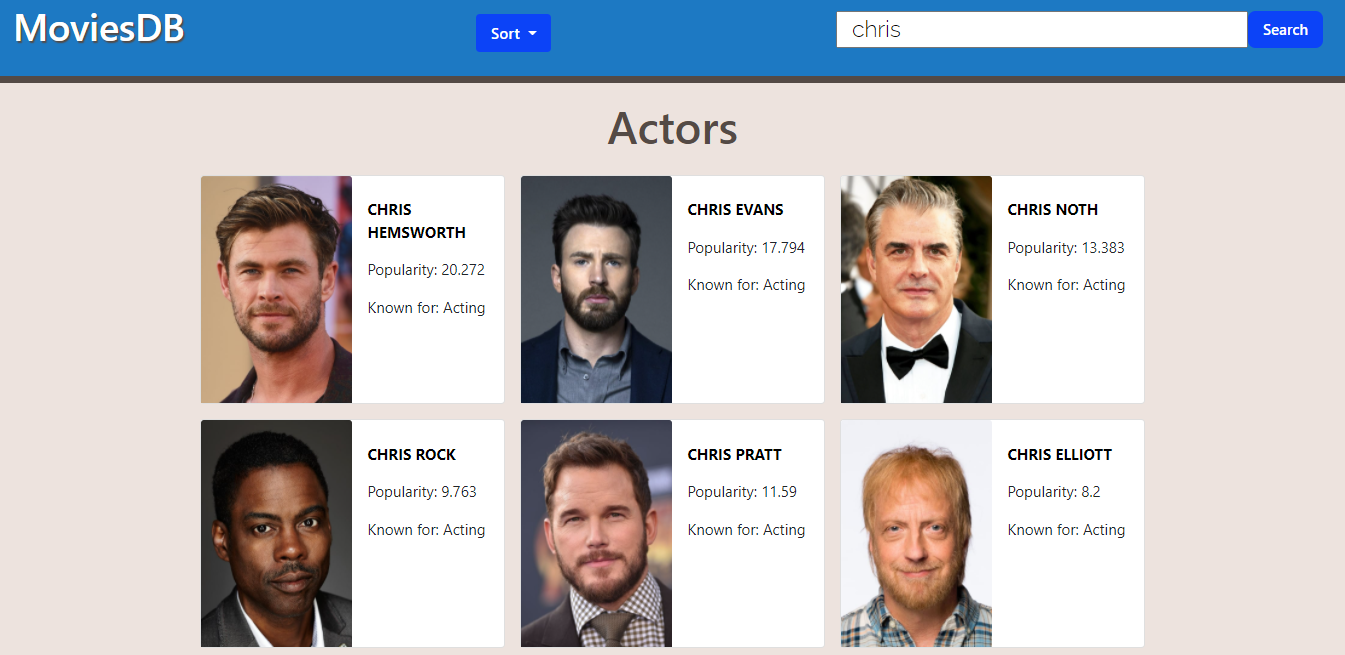 MoviesDB
Sort
chris
Search
Actors
CHRIS
HEMSWORTH
Popularity: 20.272
Known for: Acting
CHRIS EVANS
Popularity: 17.794
Known for: Acting
CHRIS NOTH
Popularity: 13.383
Known for: Acting
CHRIS ROCK
Popularity: 9.763
Known for: Acting
CHRIS PRATT
Popularity: 11.59
Known for: Acting
CHRIS ELLIOTT
Popularity: 8.2
Known for: Acting